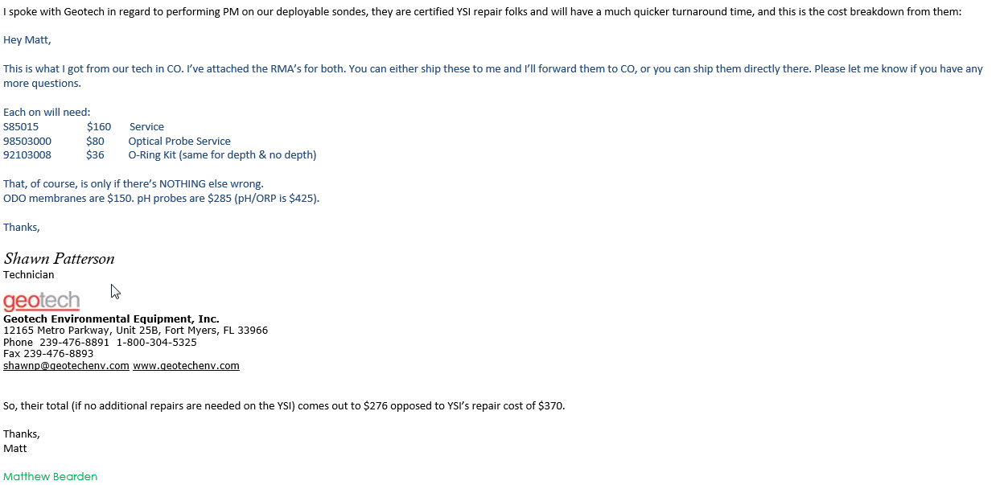 I spoke with Geotech in regard to performing PM on our deployable sondes, they are certified YSI repair folks and will have a much quicker turnaround time, and this is the cost breakdown from them:
Hey Matt,
This is what I got from our tech in CO. I've attached the RMA's for both. You can either ship these to me and I'll forward them to CO, or you can ship them directly there. Please let me know if you have any
more questions.
Each on will need:
S85015 $160 Service
98503000 $80 Optical Probe Service
92103008 $36 O-Ring Kit (same for depth & no depth)
That, of course, is only if there's NOTHING else wrong.
ODO membranes are $150. pH probes are $285 (pH/ORP is $425).
Thanks,
Shawn Patterson
Technician
geotech
Geotech Environmental Equipment, Inc.
12165 Metro Parkway, Unit 25B, Fort Myers, FL 33966
Phone 239-476-8891 1-800-304-5325
Fax 239-476-8893
shawnp@geotechenv.com www.geotechenv.com
So, their total (if no additional repairs are needed on the YSI) comes out to $276 opposed to YSI's repair cost of $370.
Thanks,
Matt
Matthew Bearden